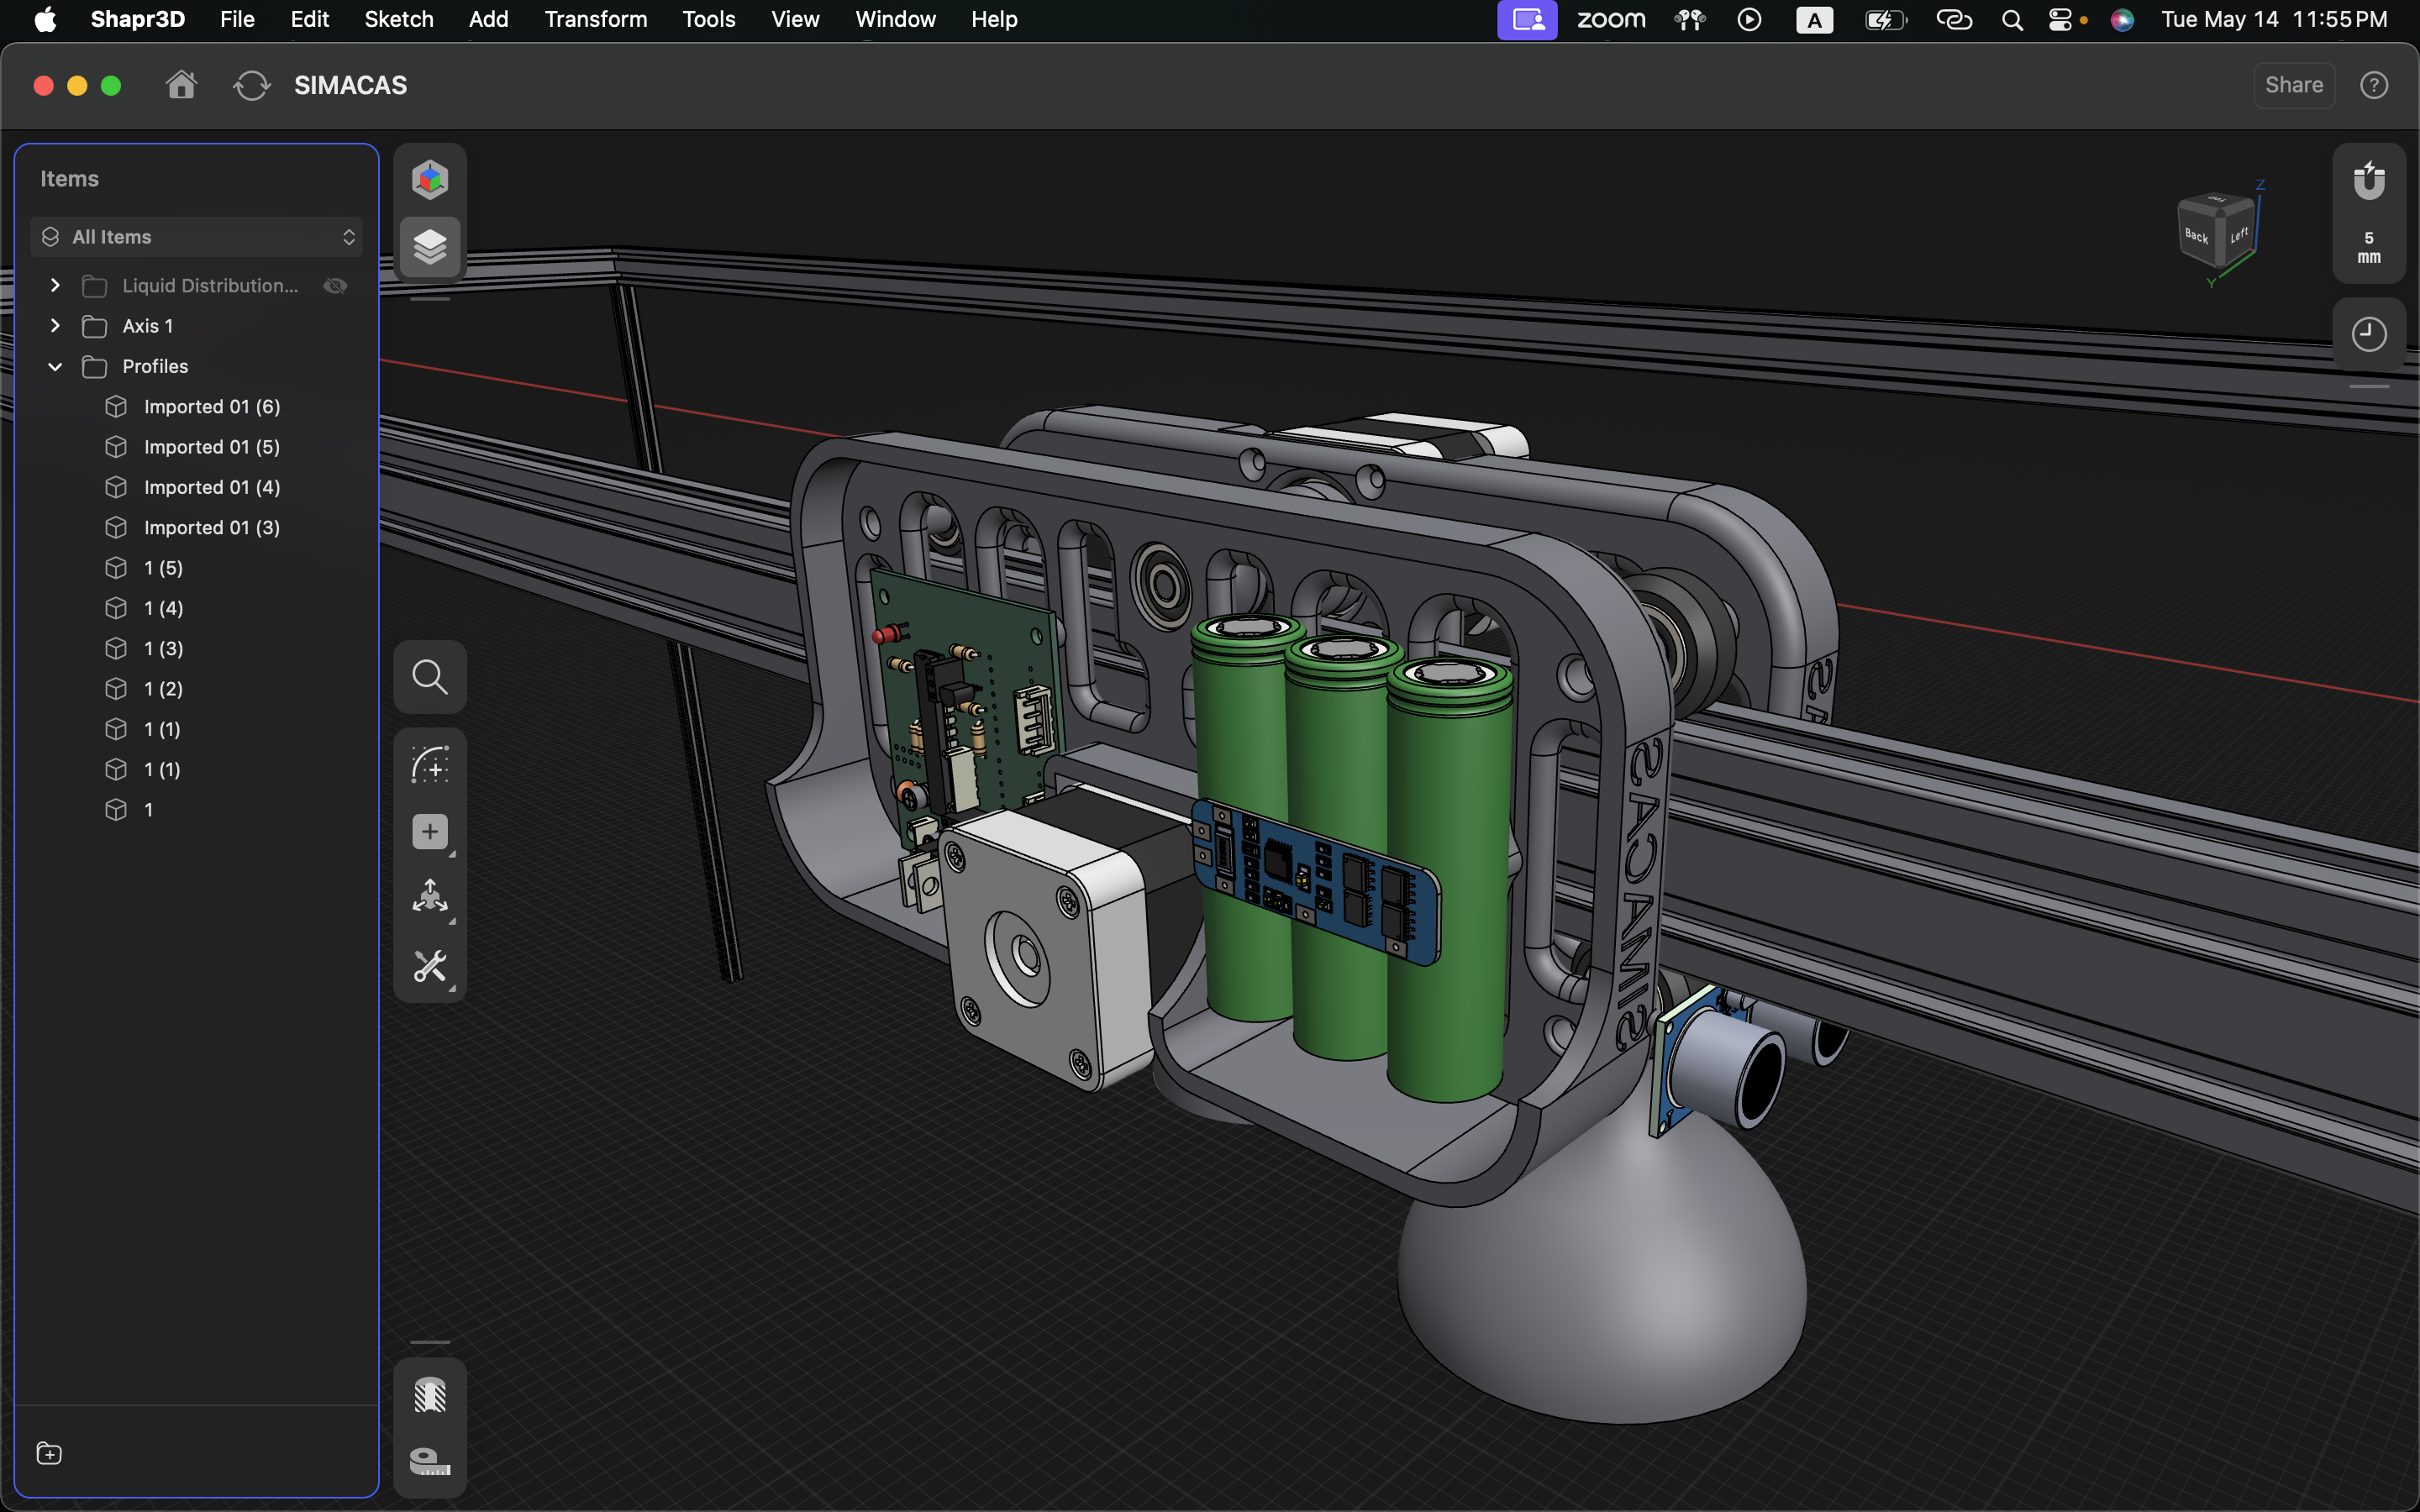 Shapr3D File Edit Sketch Add Transform Tools View Window Help zoom A Tue May 14 11:55 PM
SIMACAS
Share
?
Items
All Items
Liquid Distribution...
Axis 1
Profiles
Imported 01 (6)
Imported 01 (5)
Imported 01 (4)
Imported 01 (3)
1 (5)
1 (4)
1 (3)
1 (2)
1 (1)
1 (1)
1
Z
TOP
Back
Left
Y
5
mm
SIMACAS